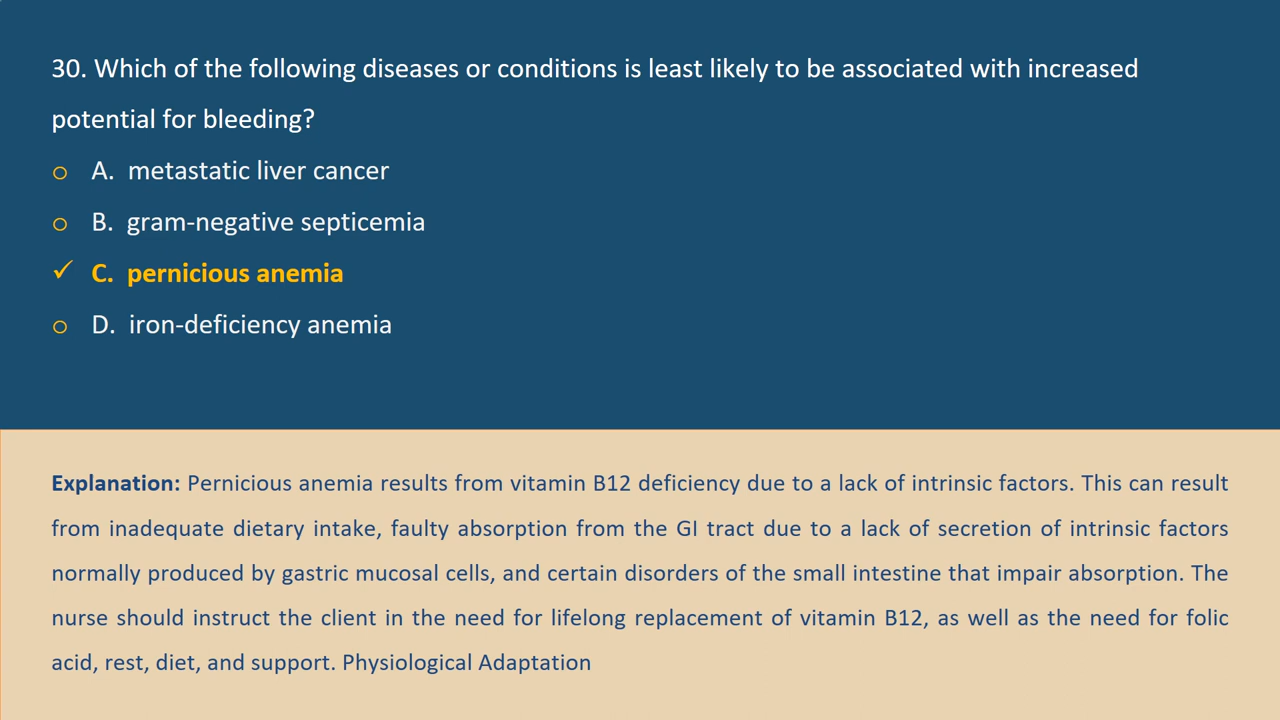 30. Which of the following diseases or conditions is least likely to be associated with increased
potential for bleeding?
A. metastatic liver cancer
B. gram-negative septicemia
C. pernicious anemia
D. iron-deficiency anemia
Explanation: Pernicious anemia results from vitamin B12 deficiency due to a lack of intrinsic factors. This can result
from inadequate dietary intake, faulty absorption from the GI tract due to a lack of secretion of intrinsic factors
normally produced by gastric mucosal cells, and certain disorders of the small intestine that impair absorption. The
nurse should instruct the client in the need for lifelong replacement of vitamin B12, as well as the need for folic
acid, rest, diet, and support. Physiological Adaptation